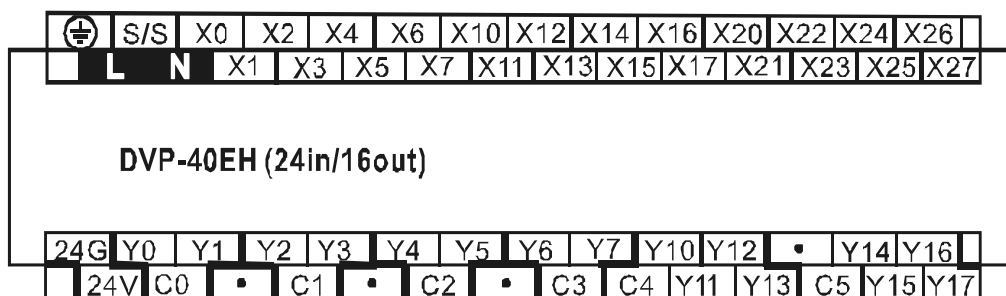 S/S X0 X2 X4 X6 X10 X12 X14 X16 X20 X22 X24 X26
L N X1 X3 X5 X7 X11 X13 X15 X17 X21 X23 X25 X27
DVP-40EH (24in/16out)
24G Y0 Y1 Y2 Y3 Y4 Y5 Y6 Y7 Y10 Y12 • Y14 Y16
24V C0 • C1 • C2 • C3 C4 Y11 Y13 C5 Y15 Y17